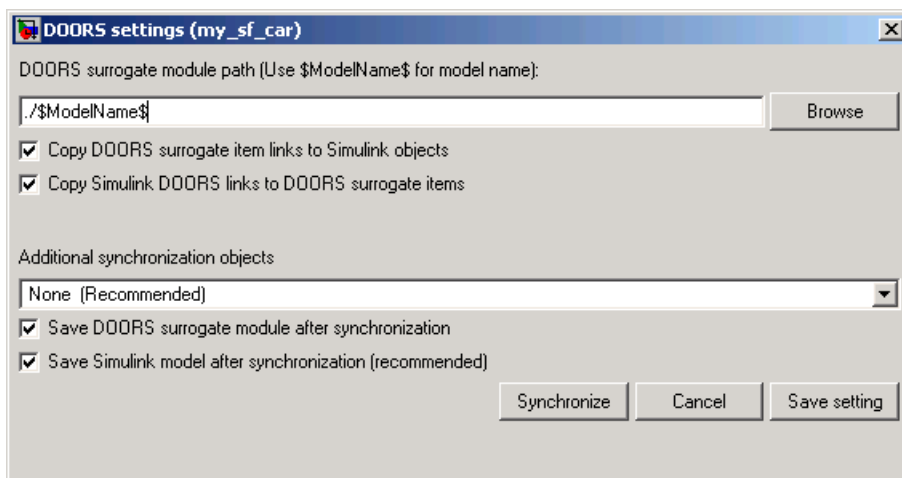 DOORS settings (my_sf_car)
DOORS surrogate module path (Use $ModelName$ for model name):
./$ModelName$
Browse
Copy DOORS surrogate item links to Simulink objects
Copy Simulink DOORS links to DOORS surrogate items
Additional synchronization objects
None (Recommended)
Save DOORS surrogate module after synchronization
Save Simulink model after synchronization (recommended)
Synchronize Cancel Save setting